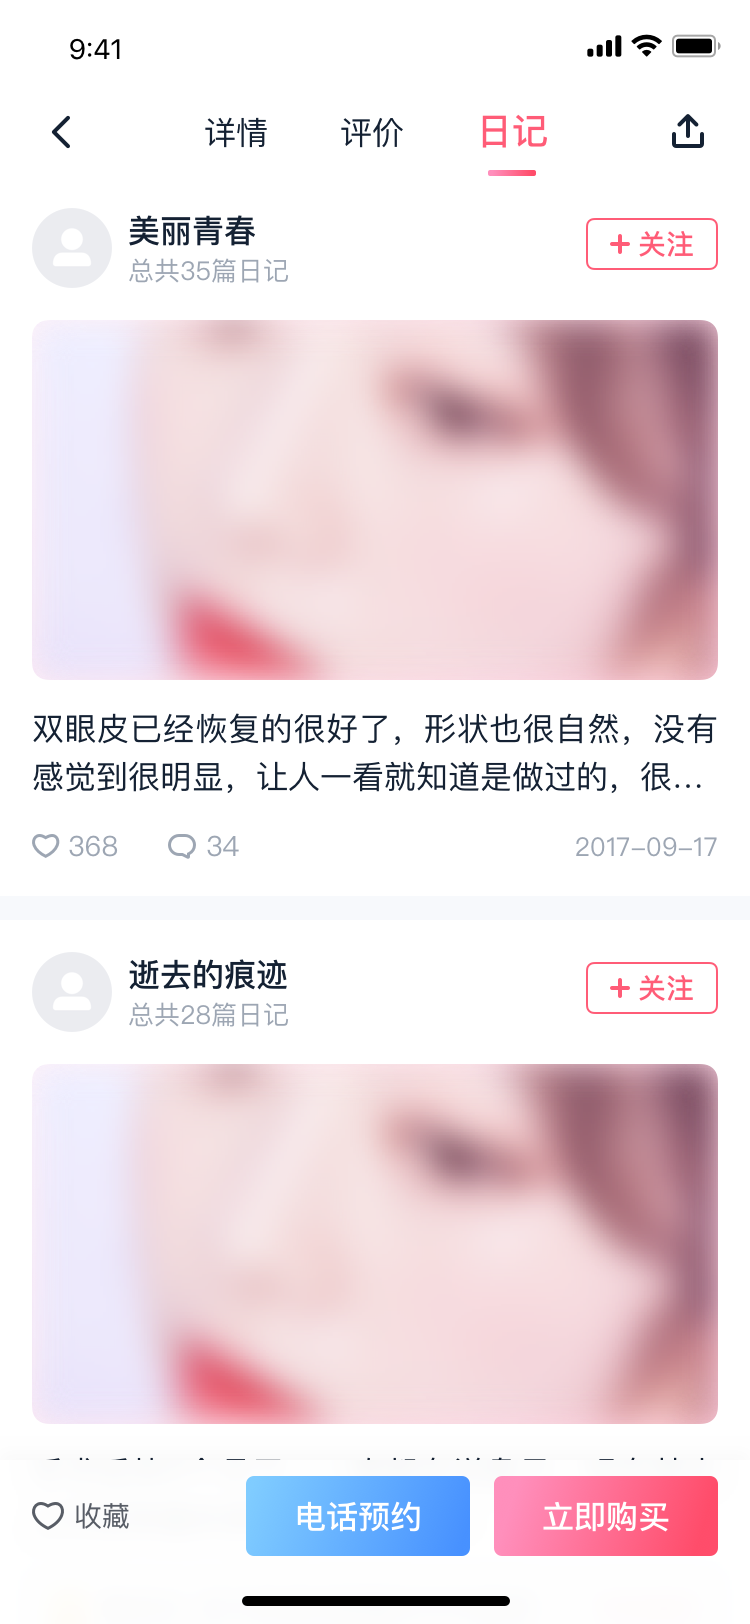 9:41
详情 评价 日记
美丽青春
总共35篇日记
关注
双眼皮已经恢复的很好了，形状也很自然，没有
感觉到很明显，让人一看就知道是做过的，很...
368 34 2017-09-17
逝去的痕迹
总共28篇日记
关注
收藏 电话预约 立即购买